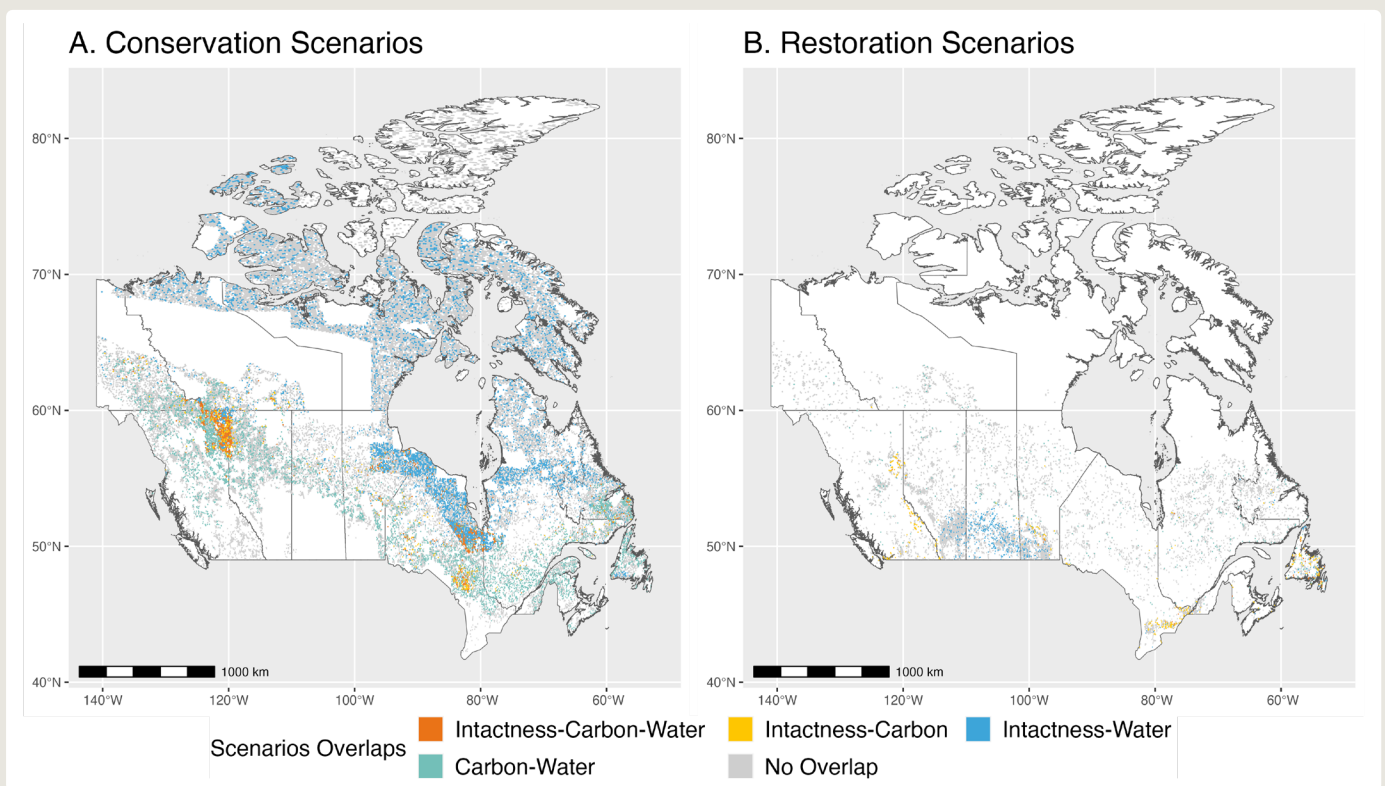 A. Conservation Scenarios
80°N
70°N
60°N
50°N
40°N
1000 km
140°W 120°W 100°W 80°W 60°W
B. Restoration Scenarios
80°N
70°N
60°N
50°N
40°N
1000 km
140°W 120°W 100°W 80°W 60°W
Scenarios Overlaps
Intactness-Carbon-Water Intactness-Carbon Intactness-Water
Carbon-Water No Overlap